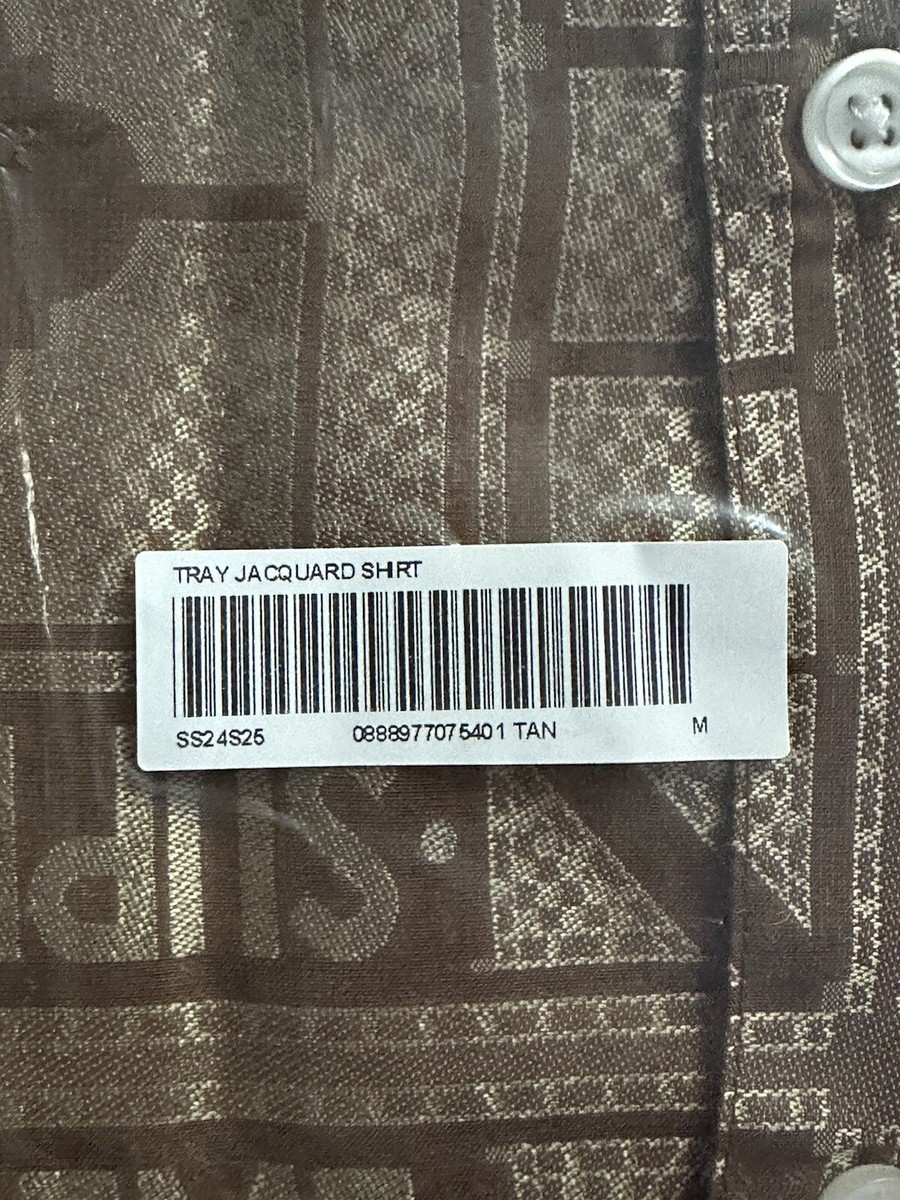 TRAY JACQUARD SHIRT
SS24S25 0888977075401 TAN M